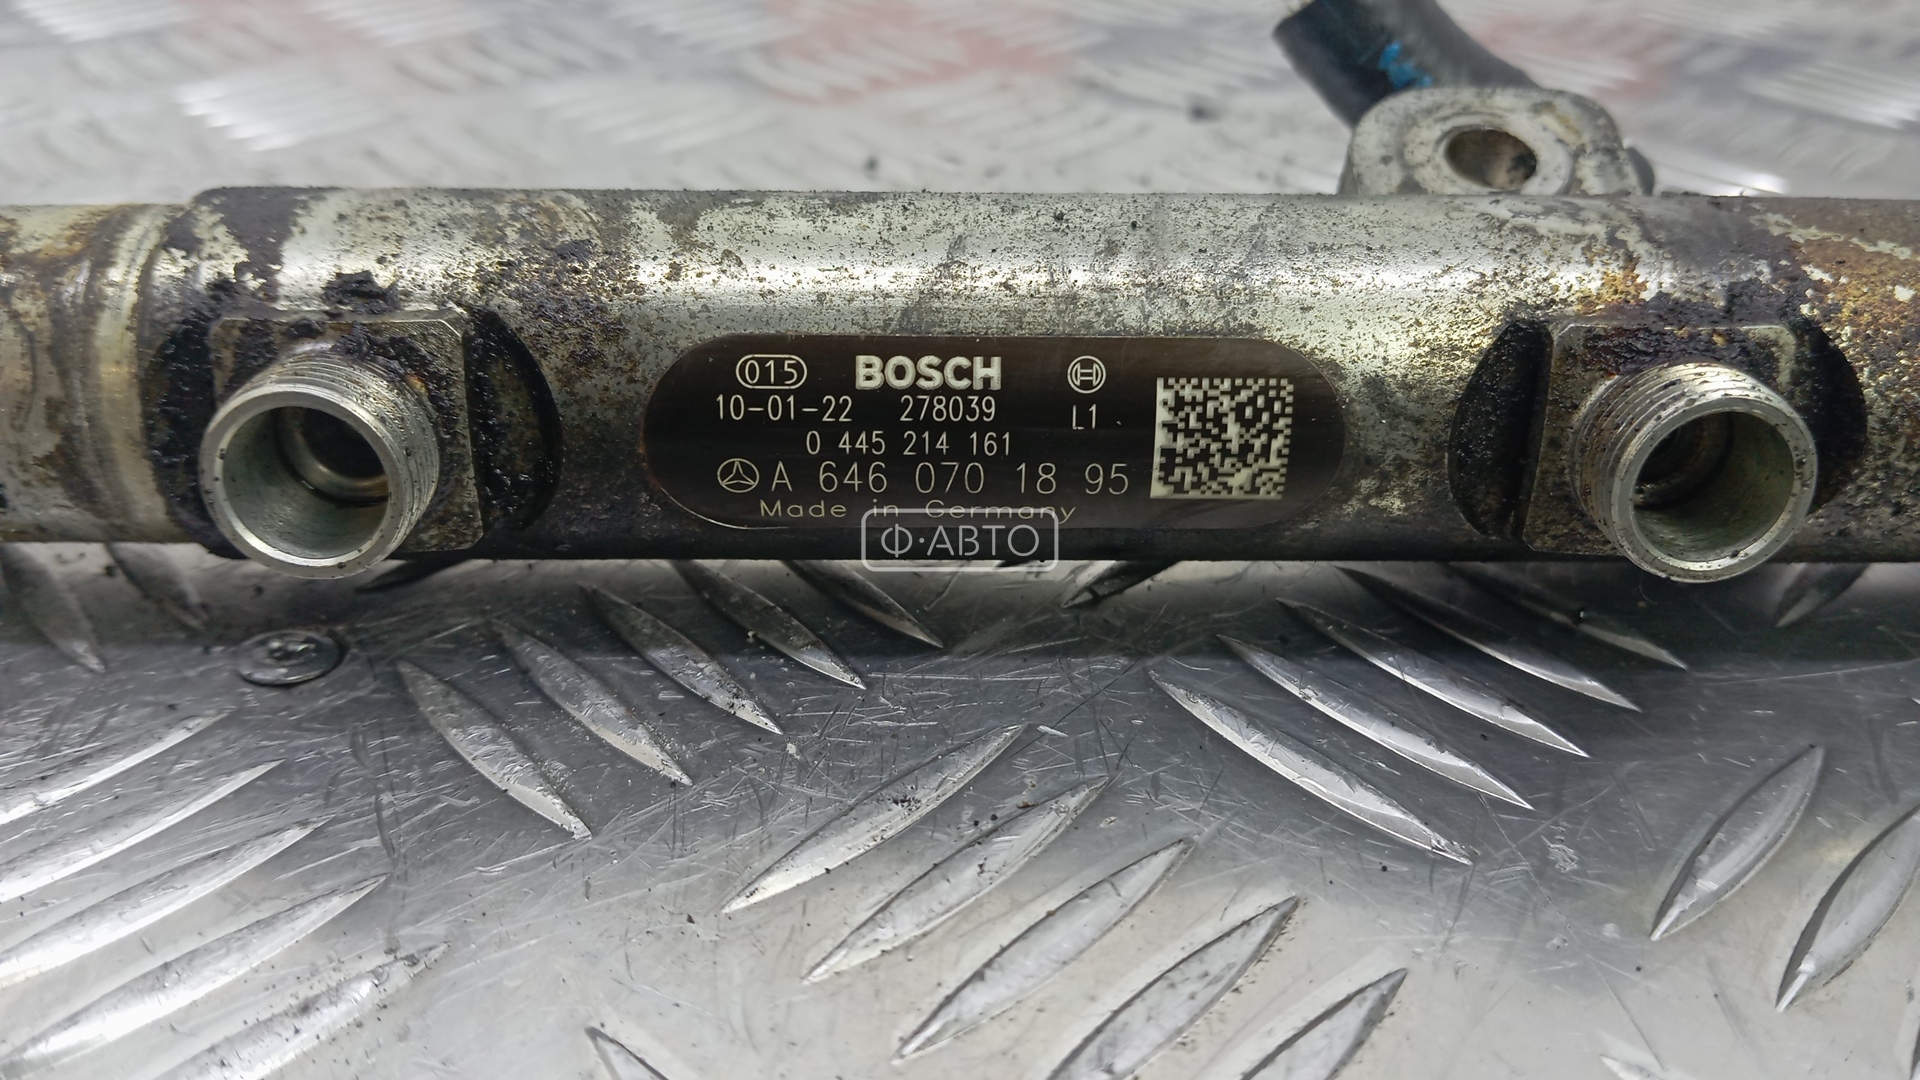 015 BOSCH
10-01-22 278039 L1
0 445 214 161
A 646 070 18 95
Made in Germany
Ф·АВТО